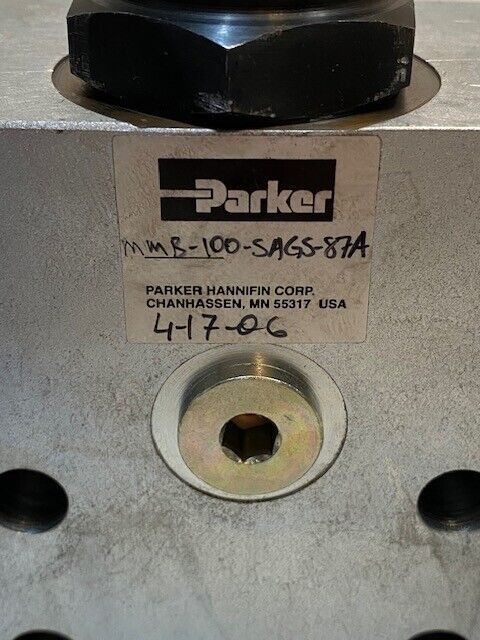 Parker
MMB-100-SAGS-87A
PARKER HANNIFIN CORP.
CHANHASSEN, MN 55317 USA
4-17-06